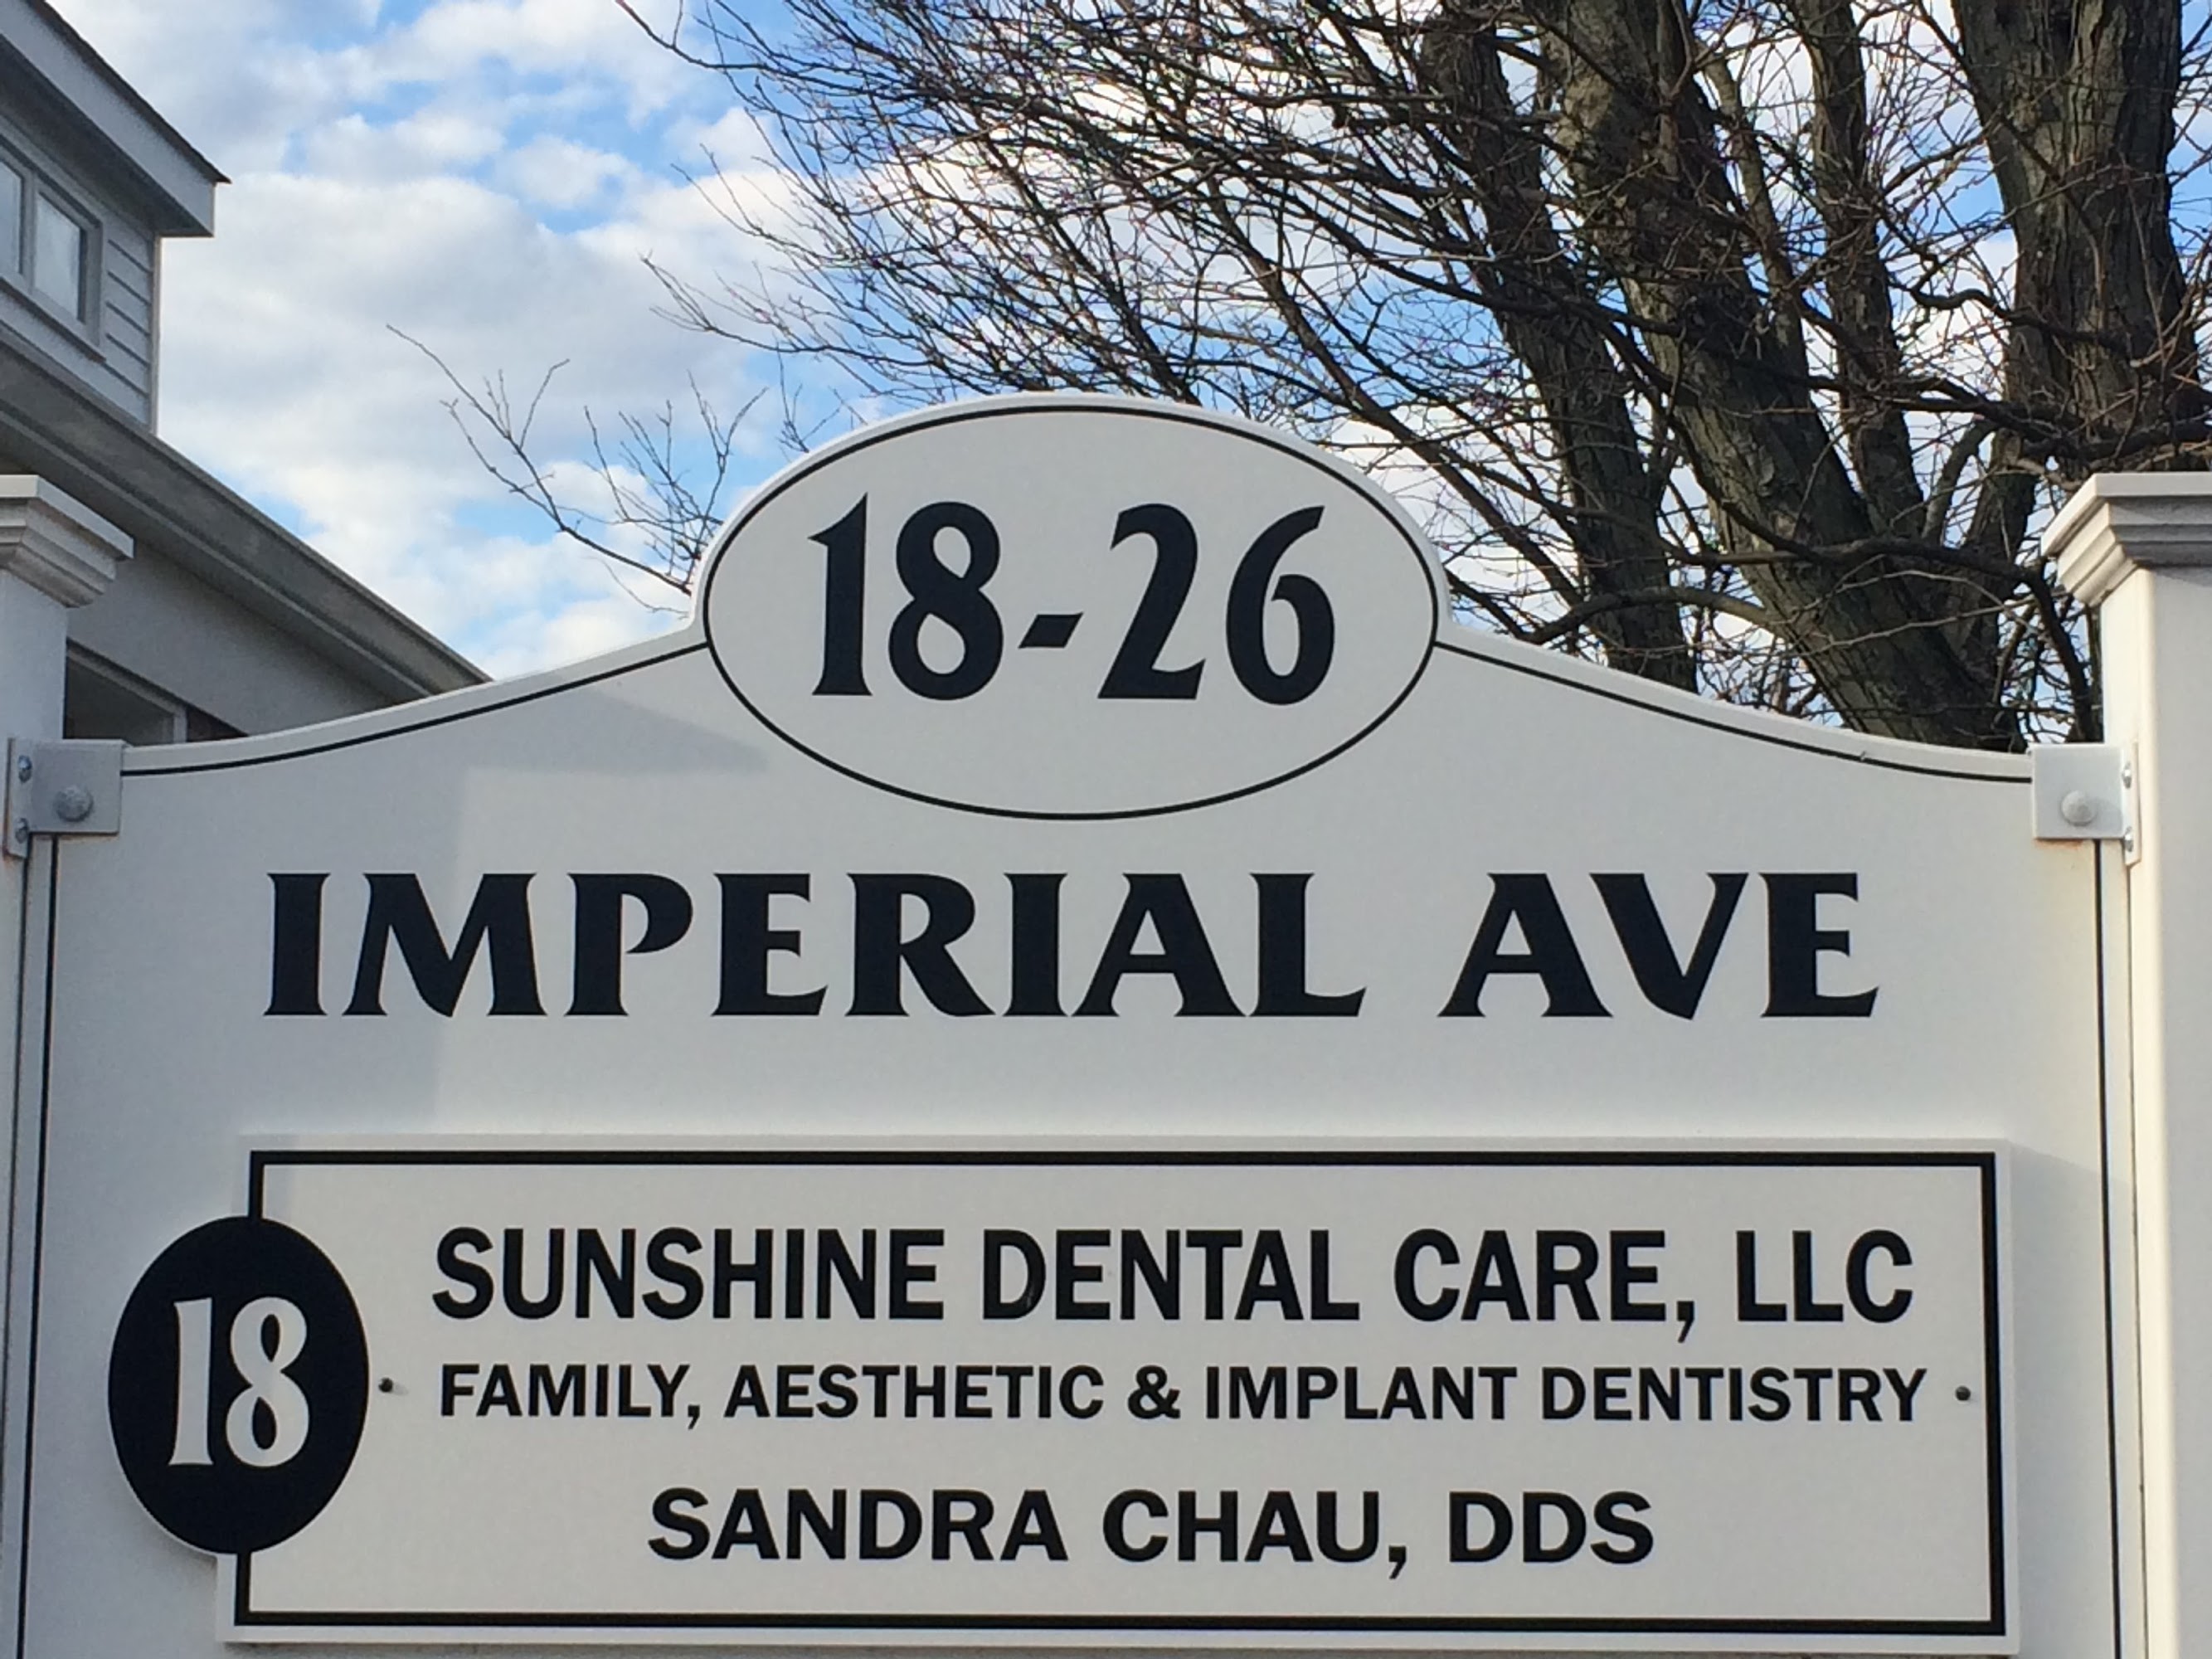 18-26
IMPERIAL AVE
SUNSHINE DENTAL CARE, LLC
18
FAMILY, AESTHETIC & IMPLANT DENTISTRY
SANDRA CHAU, DDS